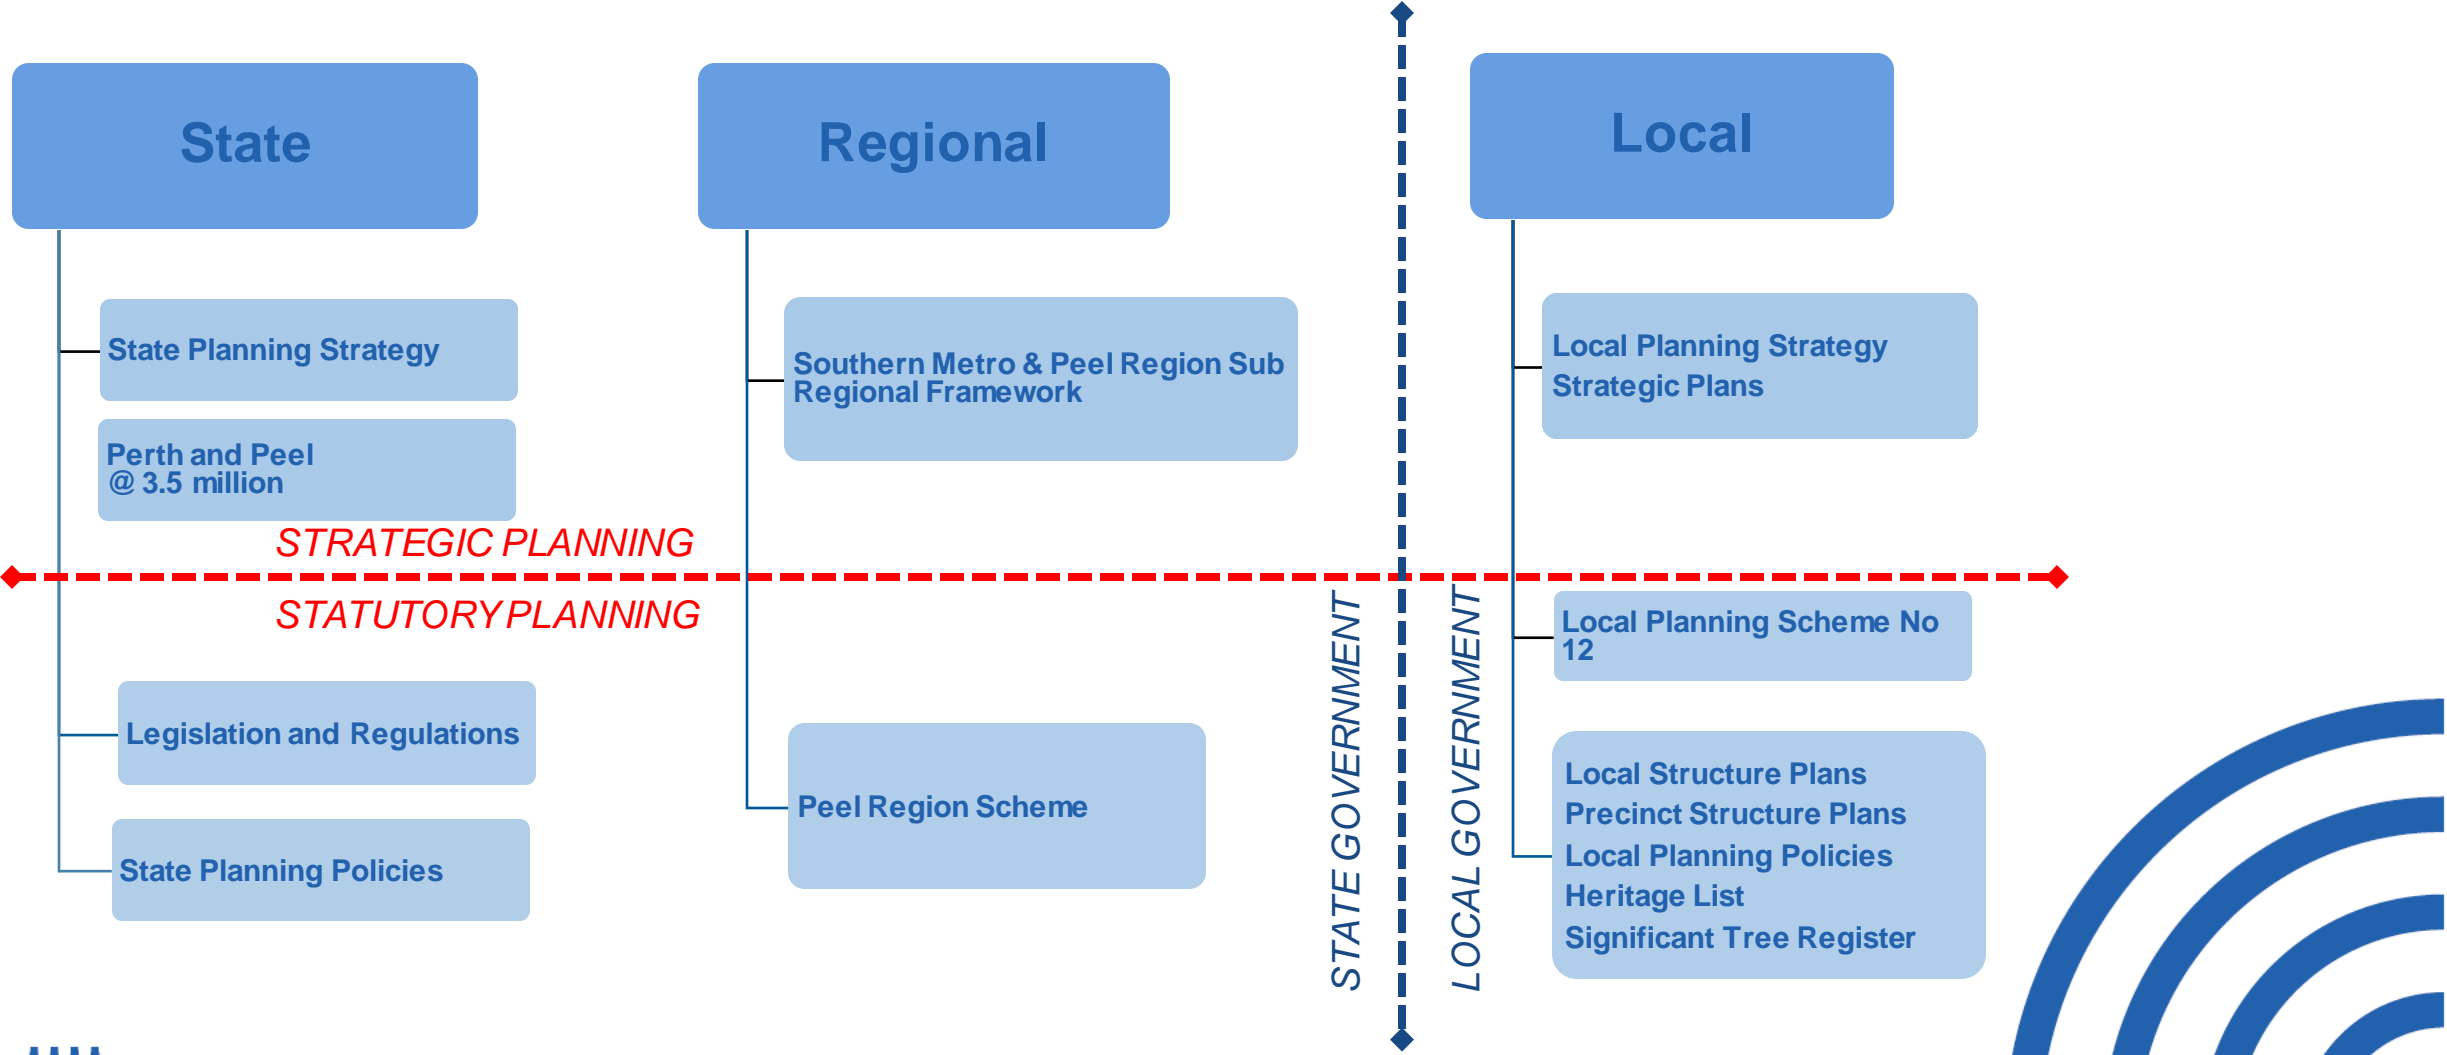 State
Regional
Local
State Planning Strategy
Perth and Peel
@ 3.5 million
Southern Metro & Peel Region Sub
Regional Framework
Local Planning Strategy
Strategic Plans
STRATEGIC PLANNING
STATUTORY PLANNING
STATE GOVERNMENT
LOCAL GOVERNMENT
Legislation and Regulations
State Planning Policies
Peel Region Scheme
Local Planning Scheme No
12
Local Structure Plans
Precinct Structure Plans
Local Planning Policies
Heritage List
Significant Tree Register